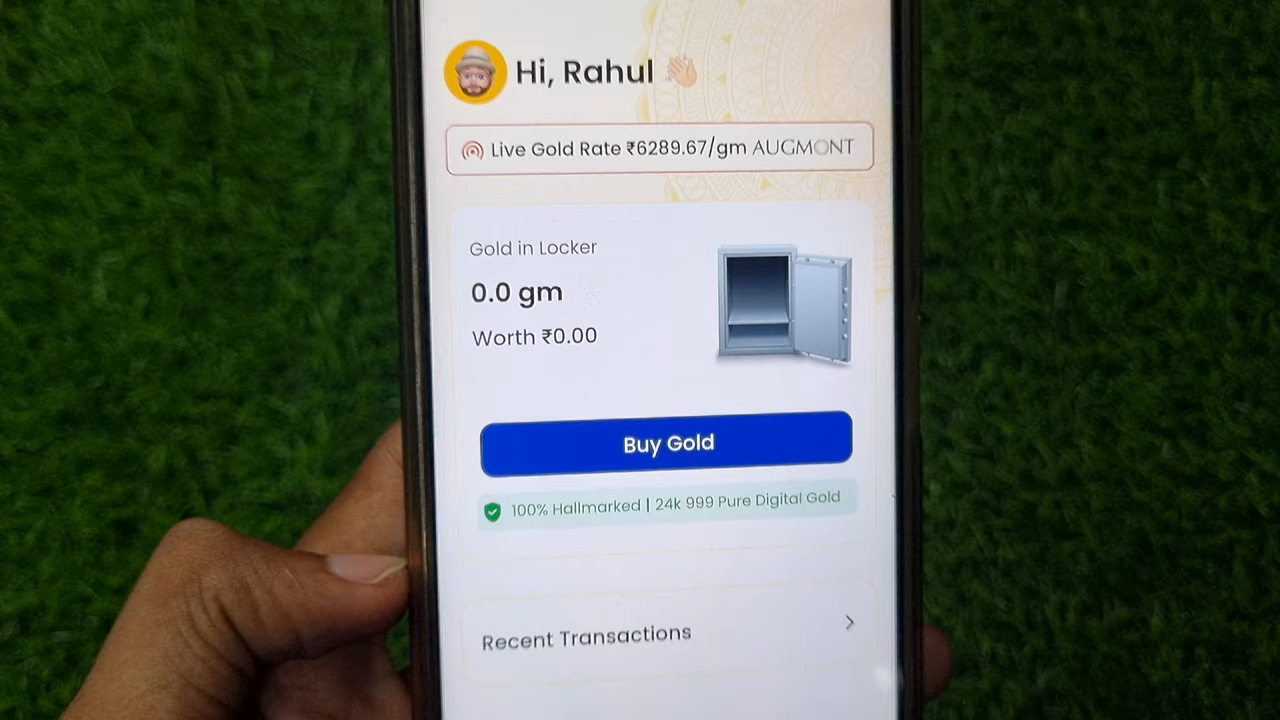 Hi, Rahul 👋
Live Gold Rate ₹6289.67/gm AUGMONT
Gold in Locker
0.0 gm
Worth ₹0.00
Buy Gold
100% Hallmarked | 24k 999 Pure Digital Gold
Recent Transactions